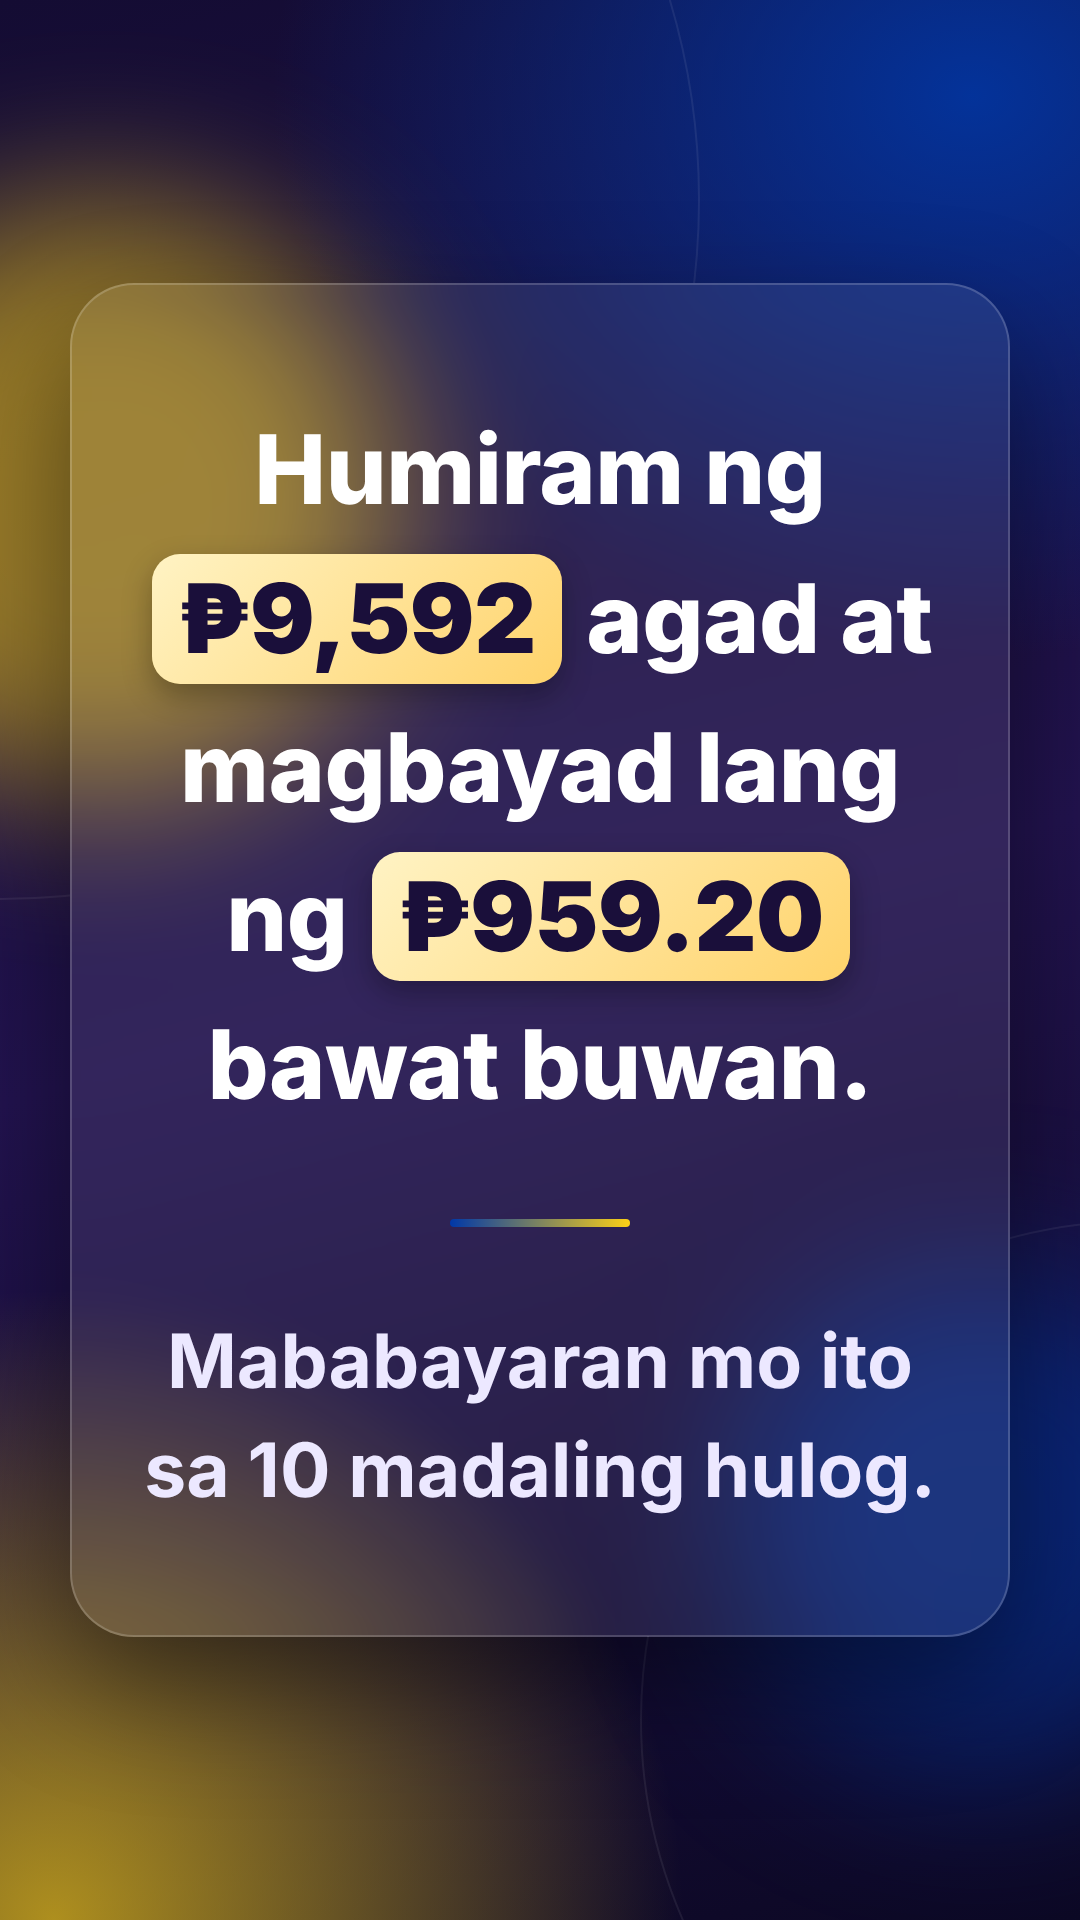 Humiram ng
₱9,592 agad at
magbayad lang
ng ₱959.20
bawat buwan.
Mababayaran mo ito
sa 10 madaling hulog.